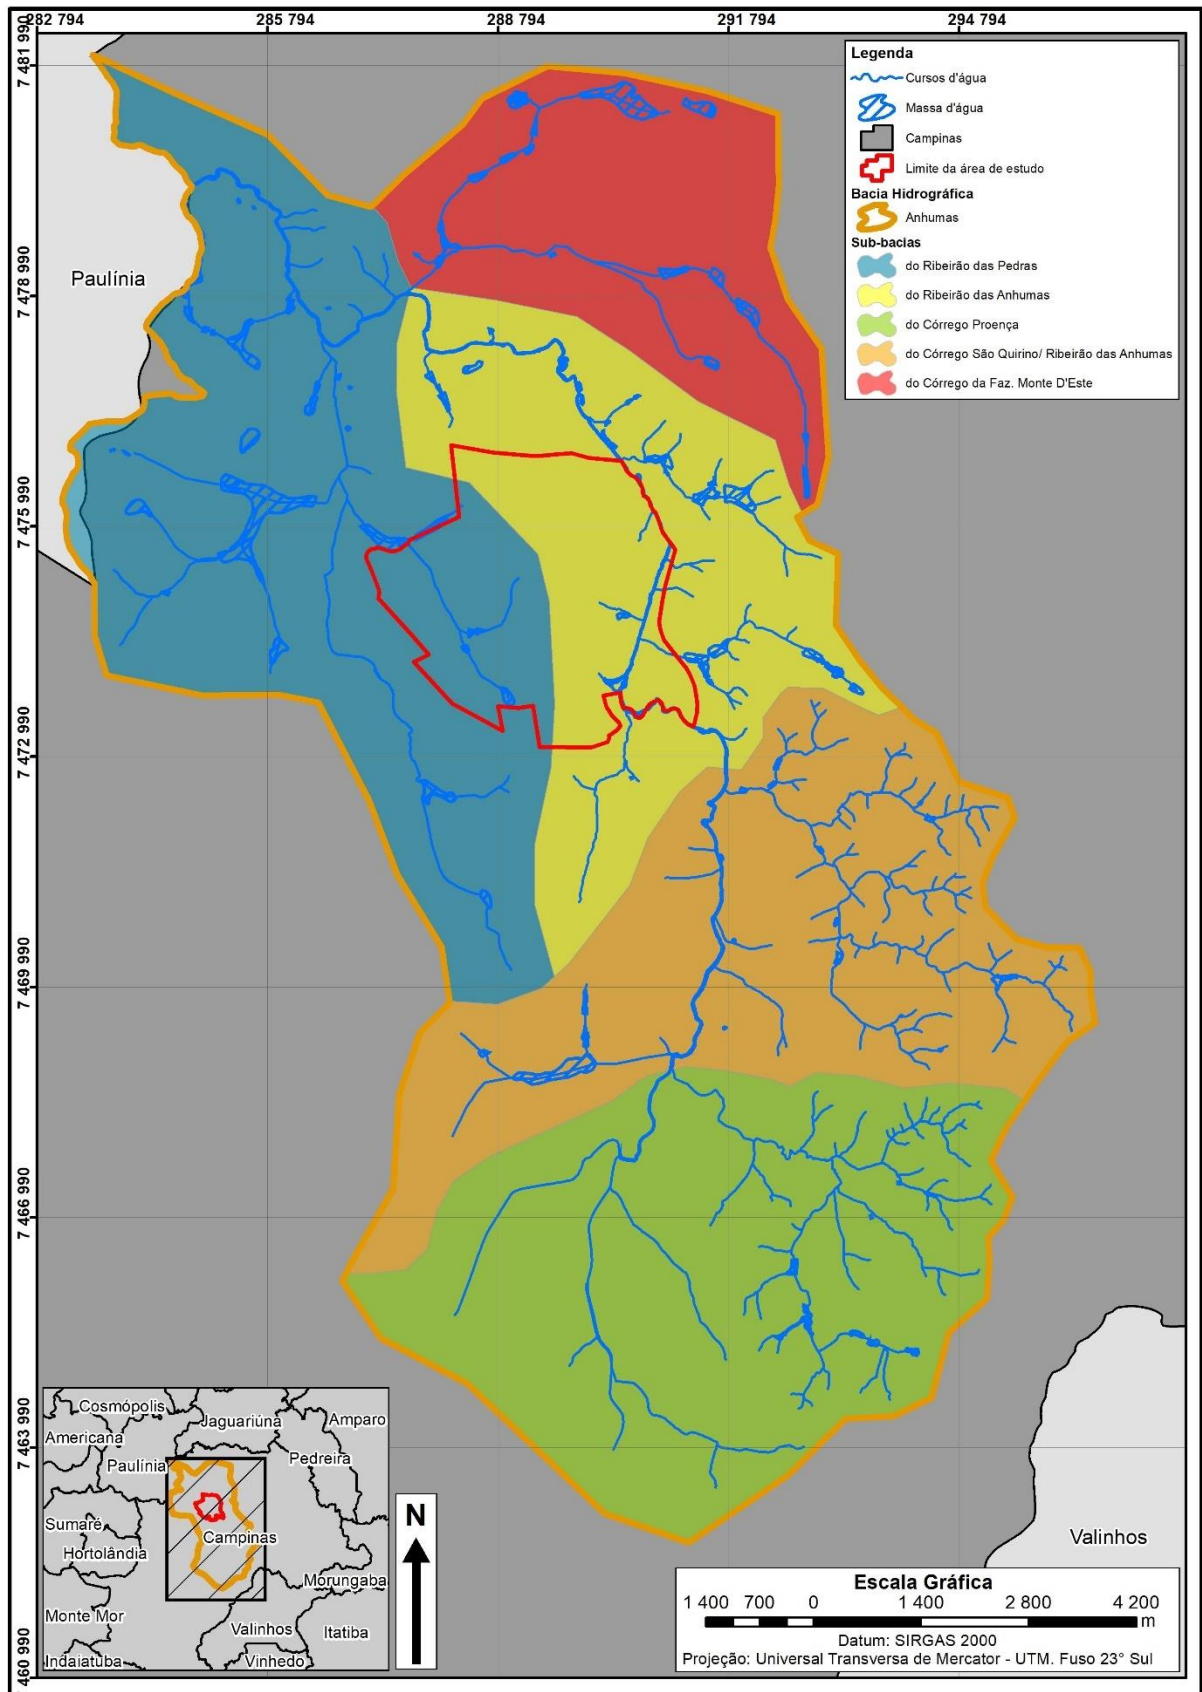 282 794
285 794
288 794
291 794
294 794
7 481 990
7 478 990
7 475 990
7 472 990
7 469 990
7 466 990
7 463 990
7 460 990
Legenda
Cursos d'água
Massa d'água
Campinas
Limite da área de estudo
Bacia Hidrográfica
Anhumas
Sub-bacias
do Ribeirão das Pedras
do Ribeirão das Anhumas
do Córrego Proença
do Córrego São Quirino/ Ribeirão das Anhumas
do Córrego da Faz. Monte D'Este
Paulínia
Valinhos
Cosmópolis
Jaguariúna
Amparo
Americana
Paulínia
Pedreira
Sumaré
Campinas
Hortolândia
Morungaba
Monte Mor
Valinhos
Itatiba
Indaiatuba
Vinhedo
N
Escala Gráfica
1 400 700 0 1 400 2 800 4 200
m
Datum: SIRGAS 2000
Projeção: Universal Transversa de Mercator - UTM. Fuso 23° Sul